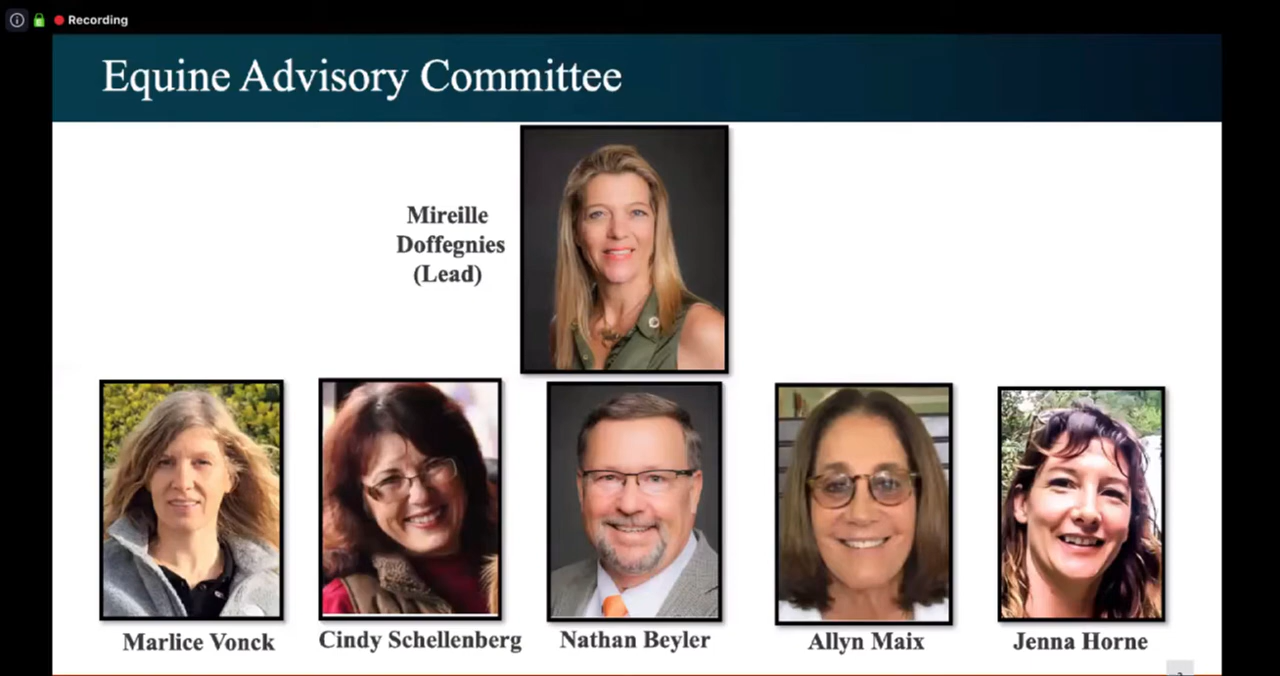 Recording
Equine Advisory Committee
Mireille
Doffegnies
(Lead)
Marlice Vonck
Cindy Schellenberg
Nathan Beyler
Allyn Maix
Jenna Horne